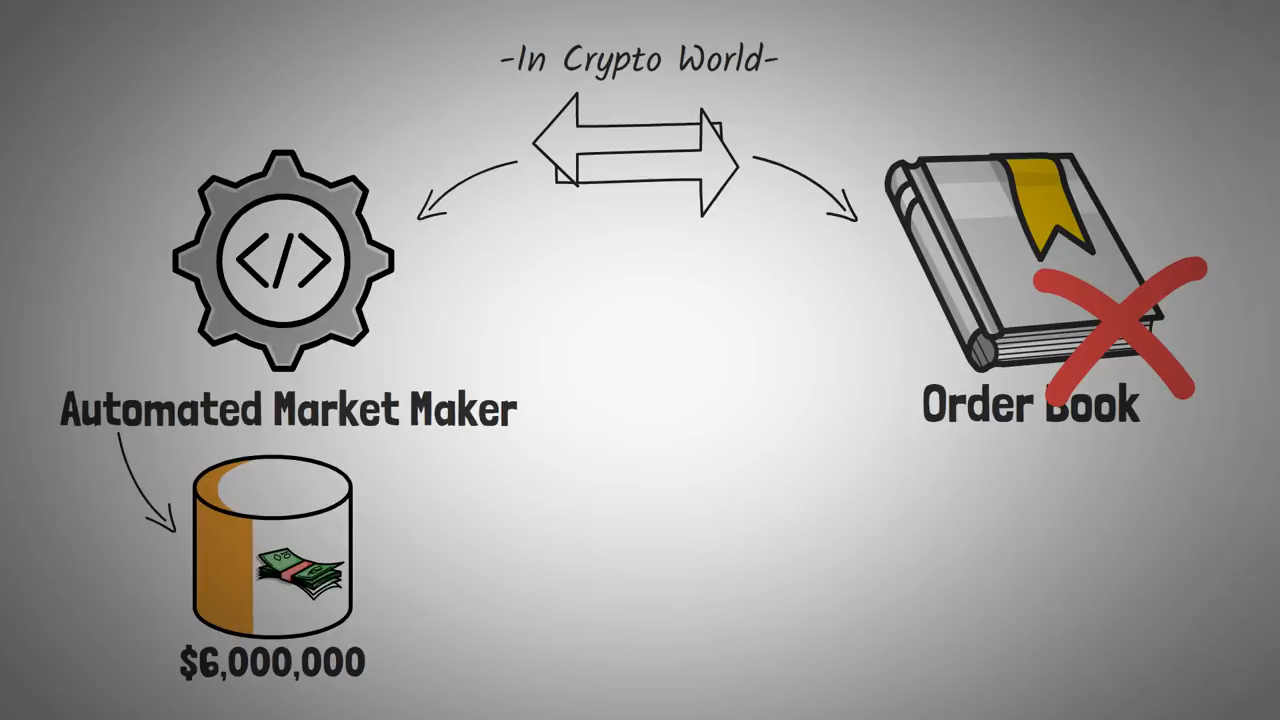 -In Crypto World-
</>
Automated Market Maker
Order Book
$6,000,000